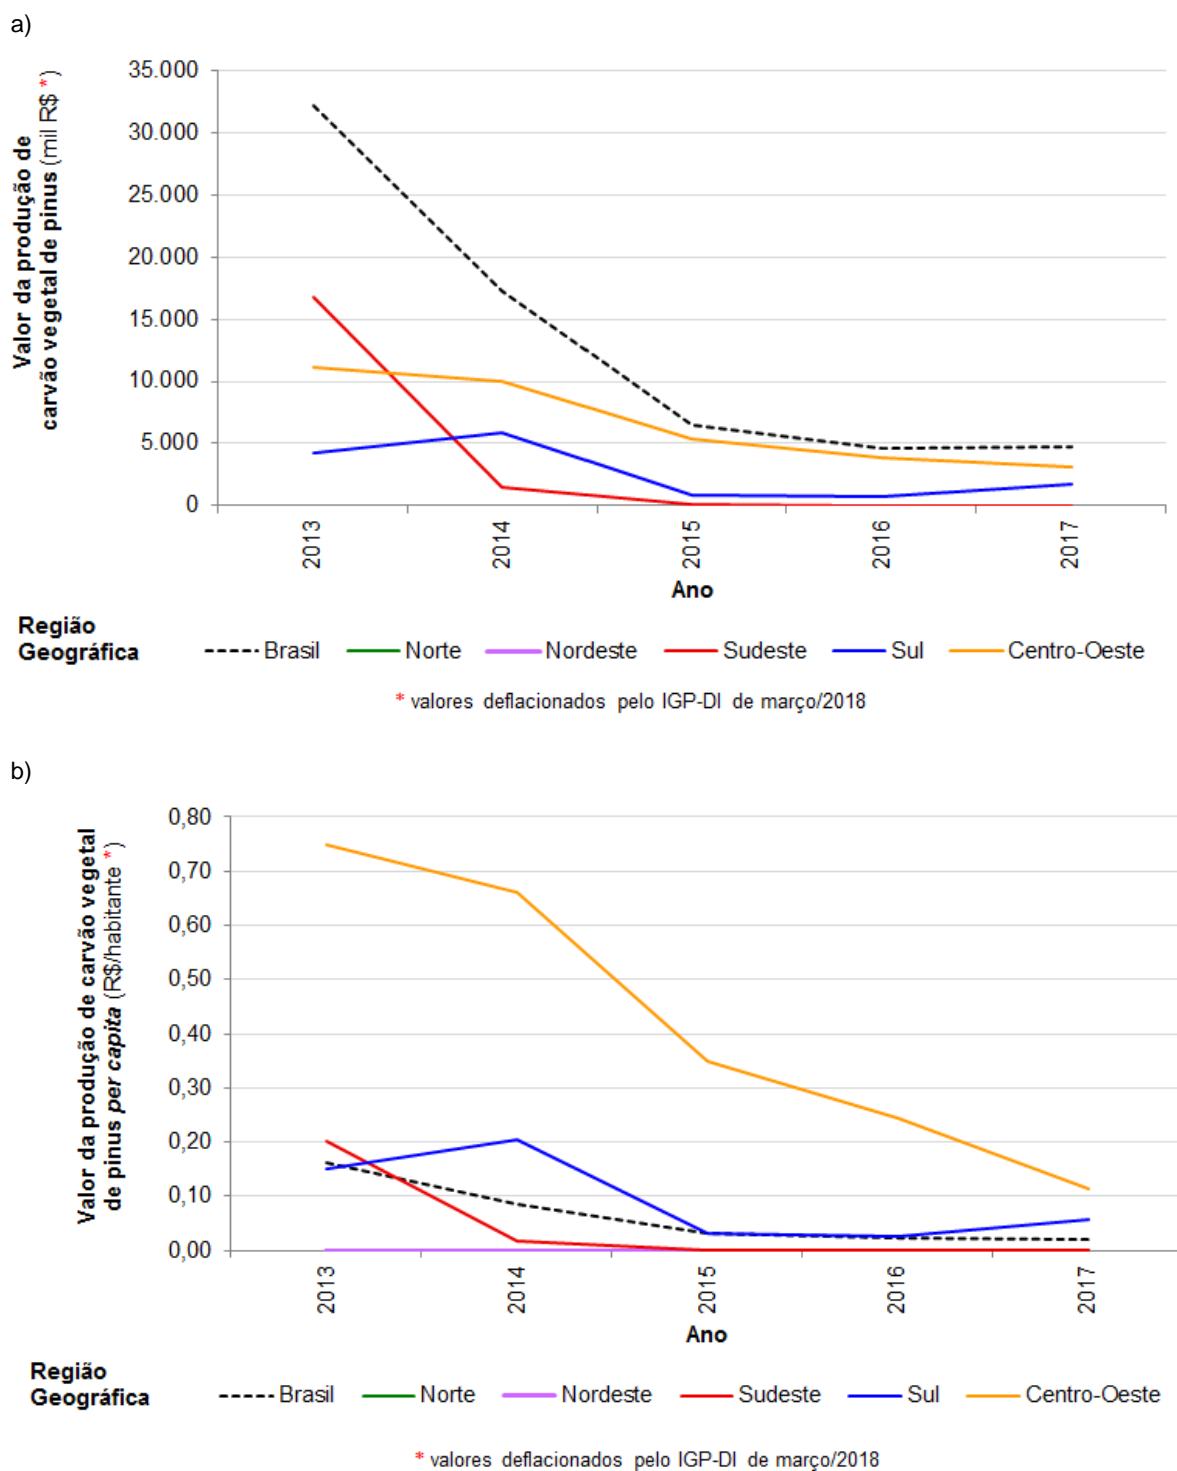 a)
Valor da produção de
carvão vegetal de pinus (mil R$ *)
35.000
30.000
25.000
20.000
15.000
10.000
5.000
0
2013
2014
2015
2016
2017
Ano
Região
Geográfica
Brasil
Norte
Nordeste
Sudeste
Sul
Centro-Oeste
* valores deflacionados pelo IGP-DI de março/2018
b)
Valor da produção de carvão vegetal
de pinus per capita (R$/habitante *)
0,80
0,70
0,60
0,50
0,40
0,30
0,20
0,10
0,00
2013
2014
2015
2016
2017
Ano
Região
Geográfica
Brasil
Norte
Nordeste
Sudeste
Sul
Centro-Oeste
* valores deflacionados pelo IGP-DI de março/2018